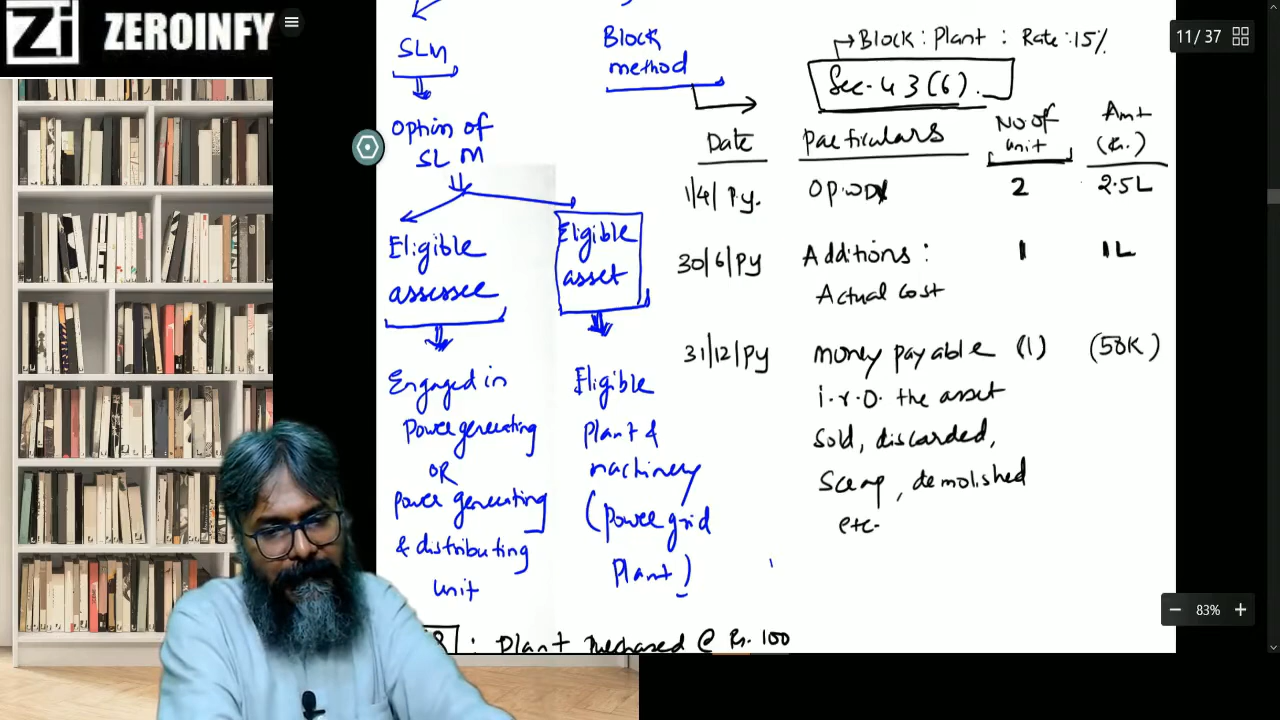 Zi ZEROINFY
11/37
SLM
Option of
SLM
Eligible
assessee
Engaged in
Power generating
OR
Power generating
& distributing
unit
Eligible
asset
Eligible
Plant &
machinery
(Power grid
Plant)
Block
method
Block : Plant : Rate : 15%
Sec. 43(6).
Date Particulars No of unit Amt (Rs.)
1/4/P.Y. OP. WDV 2 2.5L
30/6/PY Additions : 1 1L
Actual cost
31/12/PY money payable (1) (50K)
i.r.o. the asset
sold, discarded,
Scrap, demolished
etc.
: Plant Purchased @ Rs. 100
83%